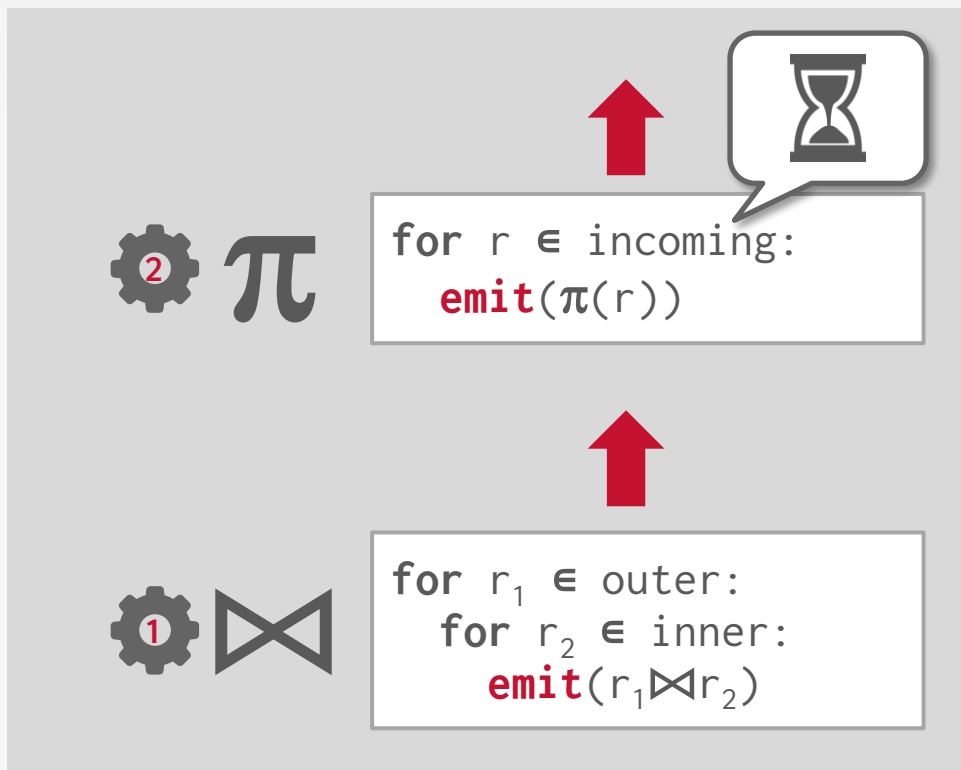 2 π
for r ∈ incoming:
emit(π(r))
1 ⋈
for r₁ ∈ outer:
for r₂ ∈ inner:
emit(r₁⋈r₂)